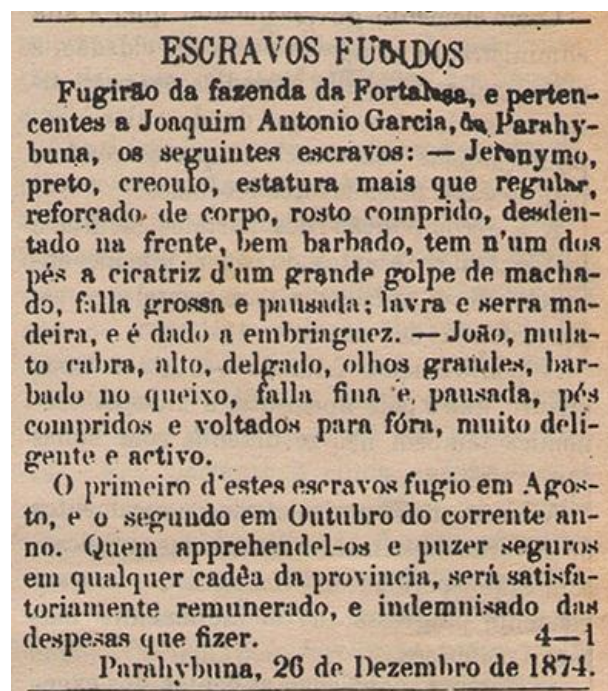 ESCRAVOS FUGIDOS
Fugirão da fazenda da Fortalesa, e perten-
centes a Joaquim Antonio Garcia, de Parahy-
buna, os seguintes escravos: — Jeronymo,
preto, creoulo, estatura mais que regular,
reforçado de corpo, rosto comprido, desden-
tado na frente, bem barbado, tem n'um dos
pés a cicatriz d'um grande golpe de macha-
do, falla grossa e pausada; lavra e serra ma-
deira, e é dado a embriaguez. — João, mula-
to cabra, alto, delgado, olhos grandes, bar-
bado no queixo, falla fina e pausada, pés
compridos e voltados para fóra, muito deli-
gente e activo.
O primeiro d'estes escravos fugio em Agos-
to, e o segundo em Outubro do corrente an-
no. Quem apprehendel-os e puzer seguros
em qualquer cadêa da provincia, será satisfa-
toriamente remunerado, e indemnisado das
despesas que fizer. 4—1
Parahybuna, 26 de Dezembro de 1874.